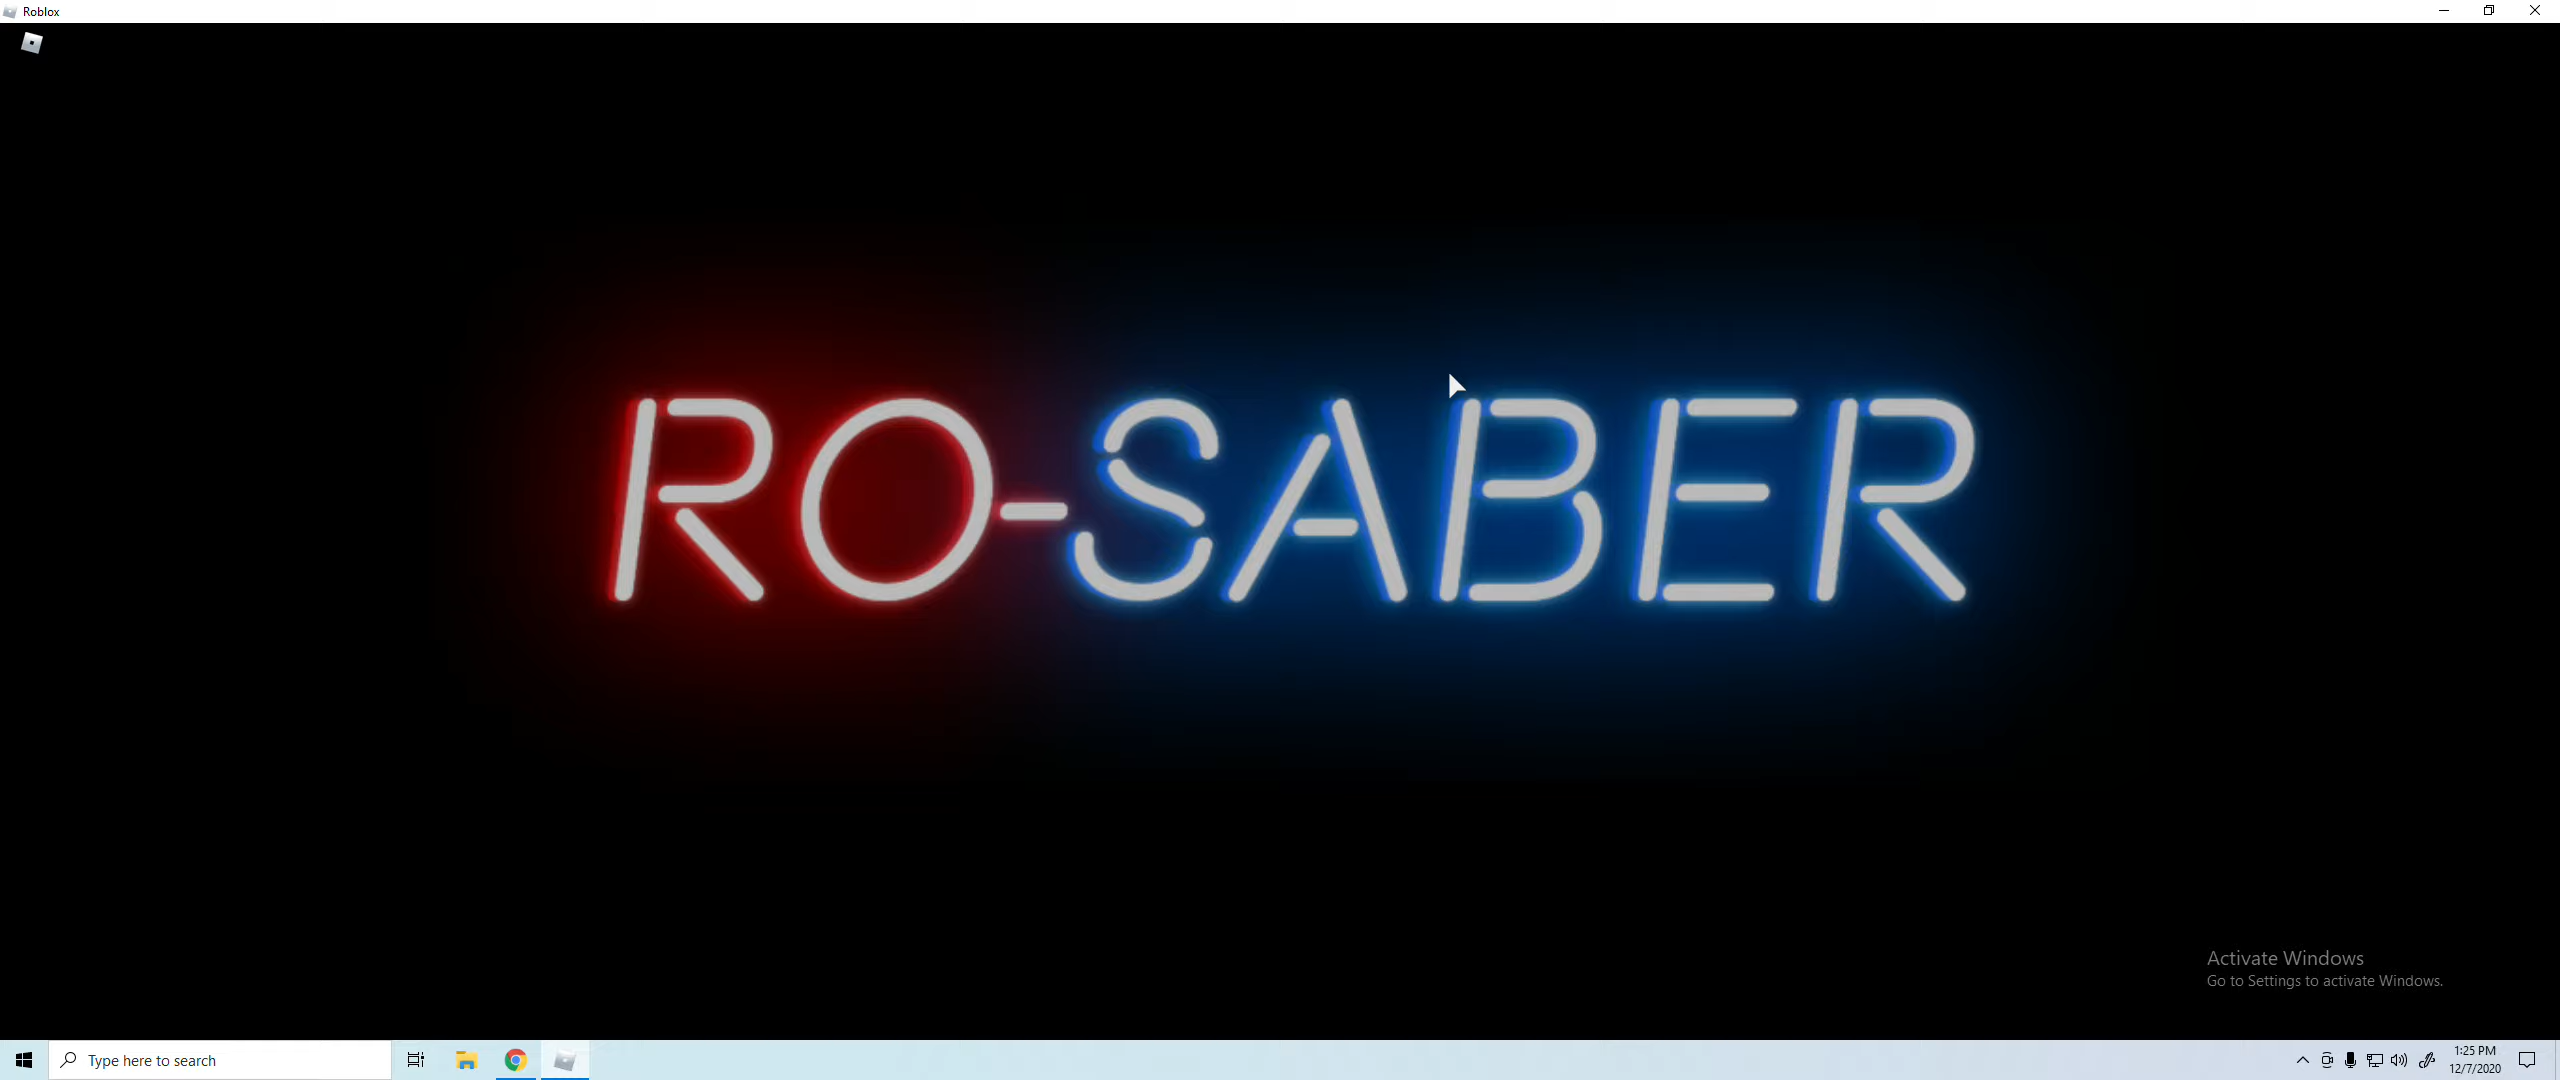 Roblox
RO-SABER
Activate Windows
Go to Settings to activate Windows.
Type here to search
1:25 PM
12/7/2020